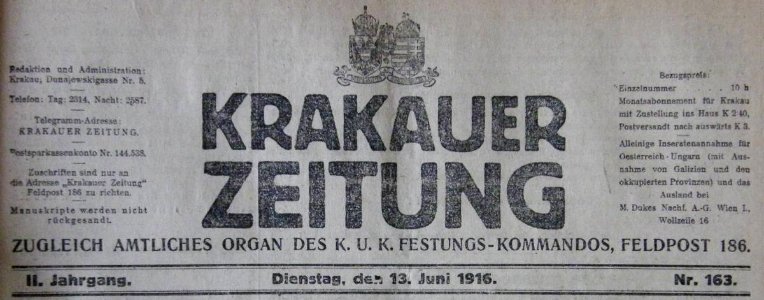 Redaktion und Administration:
Krakau, Dunajewskigasse Nr. 5.
Telefon: Tag: 2314, Nacht: 2587.
Telegramm-Adresse:
KRAKAUER ZEITUNG.
Postsparkassenkonto Nr. 144.538.
Zuschriften sind nur an
die Adresse „Krakauer Zeitung“
Feldpost 186 zu richten.
Manuskripte werden nicht
rückgesandt.
KRAKAUER
ZEITUNG
Bezugspreis:
Einzelnummer . . . 10 h
Monatsabonnement für Krakau
mit Zustellung ins Haus K 2·40,
Postversandt nach auswärts K 3.
Alleinige Inseratenannahme für
Oesterreich-Ungarn (mit Aus-
nahme von Galizien und den
okkupierten Provinzen) und das
Ausland bei
M. Dukes Nachf. A.-G. Wien I.,
Wollzeile 16
ZUGLEICH AMTLICHES ORGAN DES K. U. K. FESTUNGS-KOMMANDOS, FELDPOST 186.
II. Jahrgang. Dienstag, den 13. Juni 1916. Nr. 163.